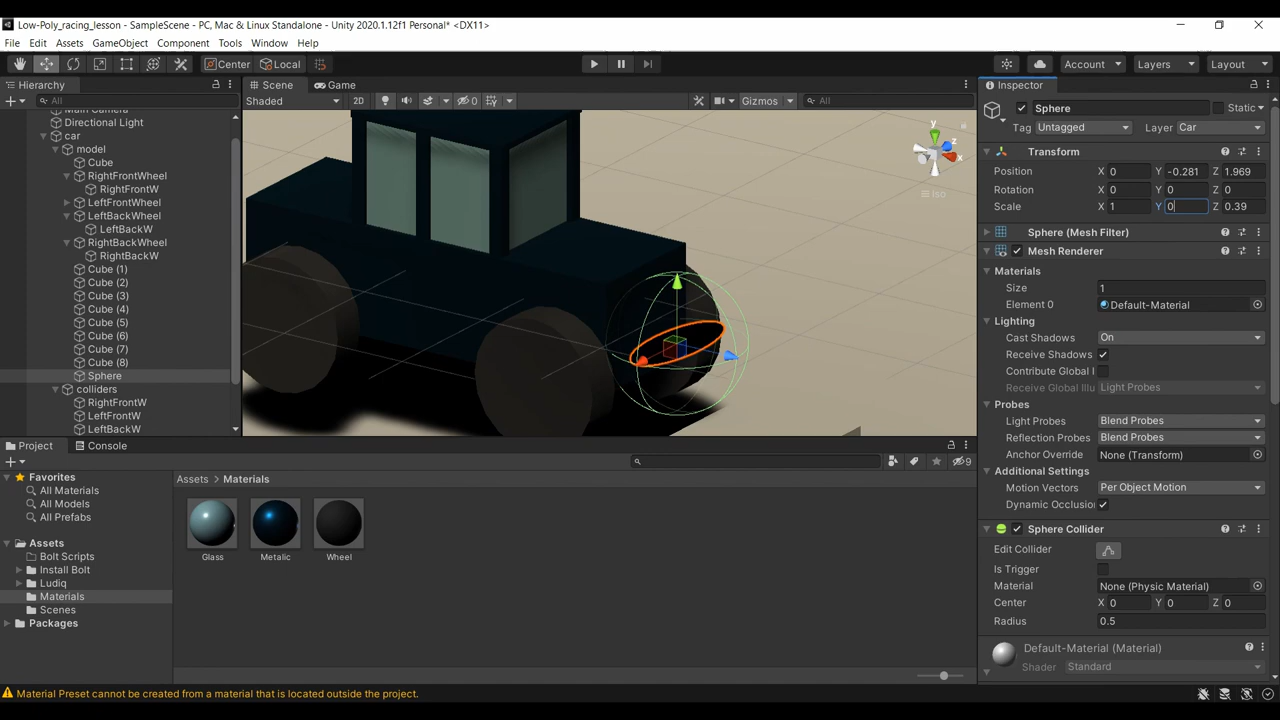 Low-Poly_racing_lesson - SampleScene - PC, Mac & Linux Standalone - Unity 2020.1.12f1 Personal* <DX11>
File Edit Assets GameObject Component Tools Window Help
Center Local Account Layers Layout
Hierarchy Scene Game Inspector
All Shaded 2D 0 Gizmos All Sphere Static
Main Camera
Directional Light
car
model
Cube
RightFrontWheel
RightFrontW
LeftFrontWheel
LeftBackWheel
LeftBackW
RightBackWheel
RightBackW
Cube (1)
Cube (2)
Cube (3)
Cube (4)
Cube (5)
Cube (6)
Cube (7)
Cube (8)
Sphere
colliders
RightFrontW
LeftFrontW
LeftBackW
y
z
x
Iso
Tag Untagged Layer Car
Transform
Position X 0 Y -0.281 Z 1.969
Rotation X 0 Y 0 Z 0
Scale X 1 Y 0 Z 0.39
Sphere (Mesh Filter)
Mesh Renderer
Materials
Size 1
Element 0 Default-Material
Lighting
Cast Shadows On
Receive Shadows
Contribute Global I
Receive Global Illu Light Probes
Probes
Light Probes Blend Probes
Reflection Probes Blend Probes
Anchor Override None (Transform)
Additional Settings
Motion Vectors Per Object Motion
Dynamic Occlusio
Sphere Collider
Edit Collider
Is Trigger
Material None (Physic Material)
Center X 0 Y 0 Z 0
Radius 0.5
Default-Material (Material)
Shader Standard
Project Console
9
Favorites
All Materials
All Models
All Prefabs
Assets
Bolt Scripts
Install Bolt
Ludiq
Materials
Scenes
Packages
Assets > Materials
Glass Metalic Wheel
Material Preset cannot be created from a material that is located outside the project.